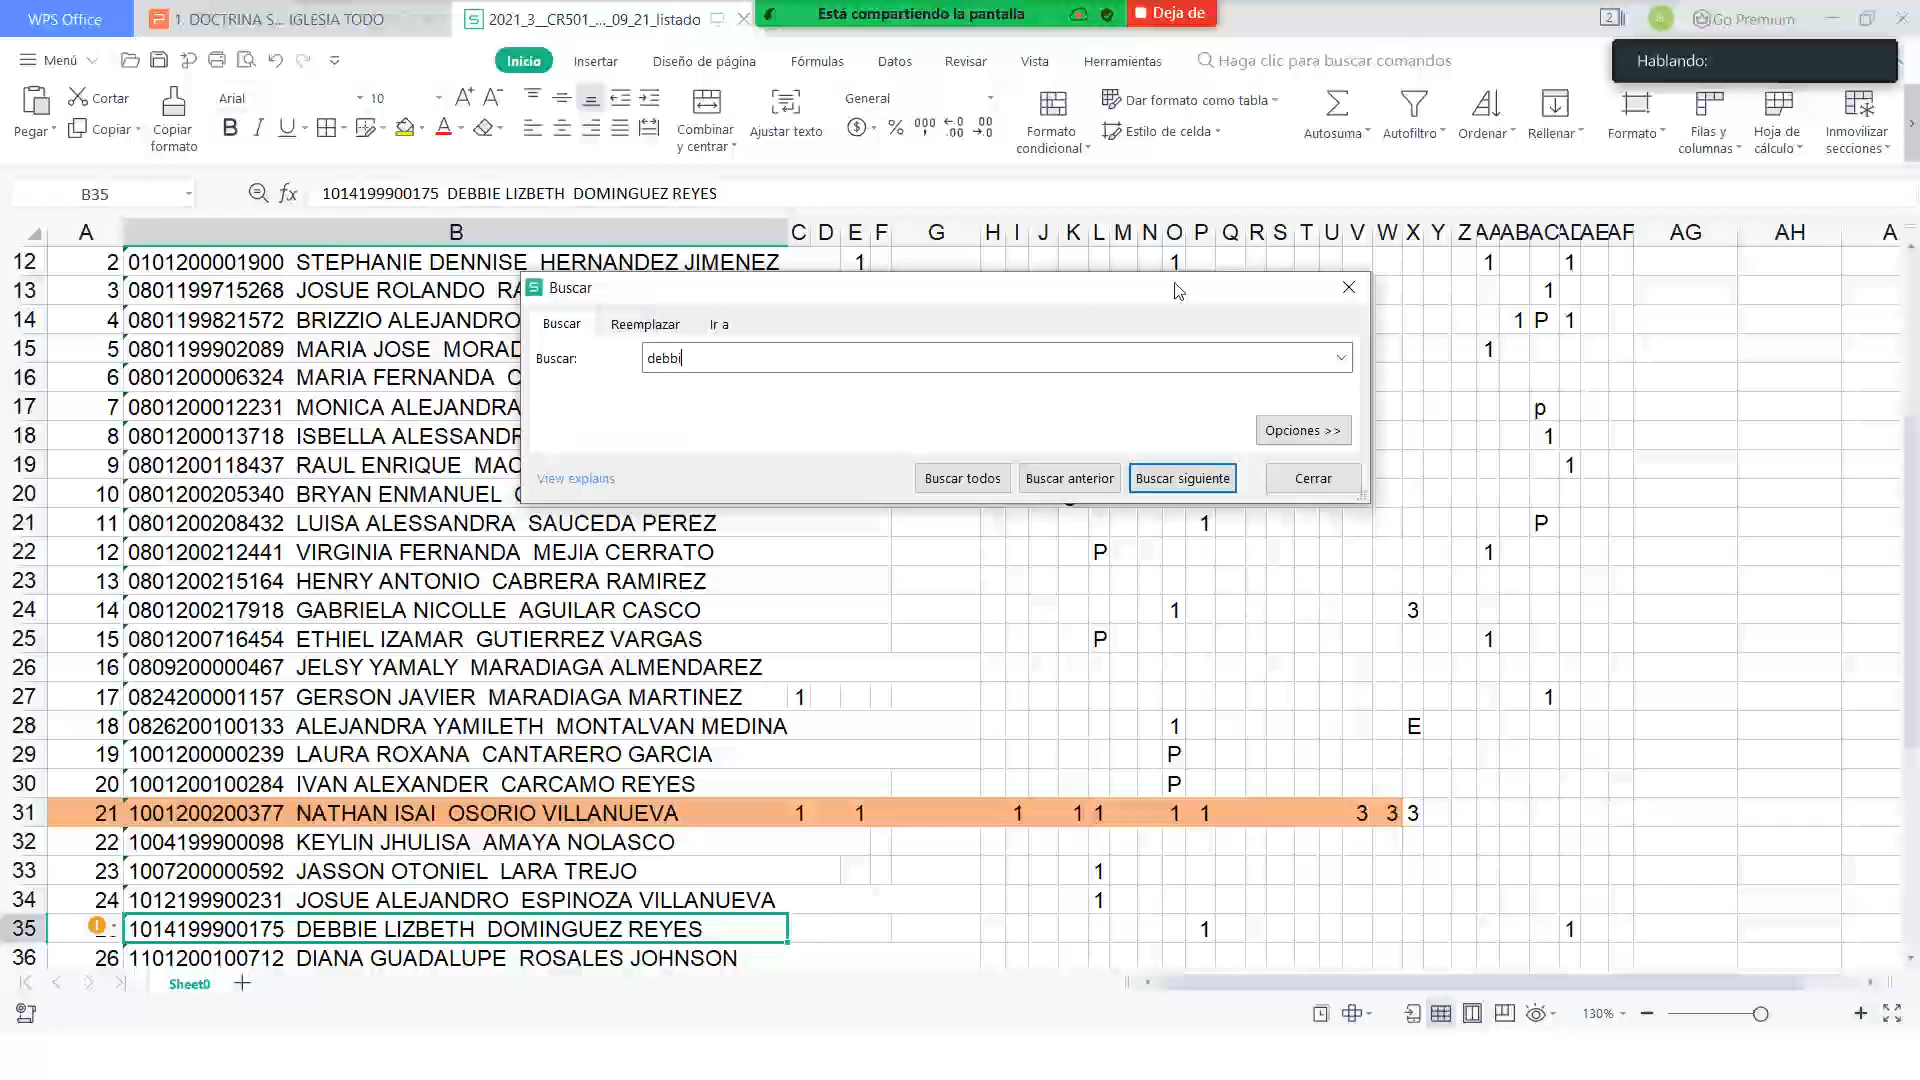 WPS Office
1. DOCTRINA S... IGLESIA TODO
2021_3__CR501_..._09_21_listado
Está compartiendo la pantalla
Deja de
2
Go Premium
Hablando:
Menú
Inicio
Insertar
Diseño de página
Fórmulas
Datos
Revisar
Vista
Herramientas
Haga clic para buscar comandos
Pegar
Cortar
Copiar
Copiar formato
Arial
10
Combinar y centrar
Ajustar texto
General
Formato condicional
Dar formato como tabla
Estilo de celda
Autosuma
Autofiltro
Ordenar
Rellenar
Formato
Filas y columnas
Hoja de cálculo
Inmovilizar secciones
B35
fx
1014199900175 DEBBIE LIZBETH DOMINGUEZ REYES
A B C D E F G H I J K L M N O P Q R S T U V W X Y Z AA AB AC AD AE AF AG AH A
12 2 0101200001900 STEPHANIE DENNISE HERNANDEZ JIMENEZ 1 1 1 1
13 3 0801199715268 JOSUE ROLANDO RA 1
14 4 0801199821572 BRIZZIO ALEJANDRO 1 P 1
15 5 0801199902089 MARIA JOSE MORAD 1
16 6 0801200006324 MARIA FERNANDA C
17 7 0801200012231 MONICA ALEJANDRA p
18 8 0801200013718 ISBELLA ALESSANDR 1
19 9 0801200118437 RAUL ENRIQUE MAC 1
20 10 0801200205340 BRYAN ENMANUEL
21 11 0801200208432 LUISA ALESSANDRA SAUCEDA PEREZ 1 P
22 12 0801200212441 VIRGINIA FERNANDA MEJIA CERRATO P 1
23 13 0801200215164 HENRY ANTONIO CABRERA RAMIREZ
24 14 0801200217918 GABRIELA NICOLLE AGUILAR CASCO 1 3
25 15 0801200716454 ETHIEL IZAMAR GUTIERREZ VARGAS P 1
26 16 0809200000467 JELSY YAMALY MARADIAGA ALMENDAREZ
27 17 0824200001157 GERSON JAVIER MARADIAGA MARTINEZ 1 1
28 18 0826200100133 ALEJANDRA YAMILETH MONTALVAN MEDINA 1 E
29 19 1001200000239 LAURA ROXANA CANTARERO GARCIA P
30 20 1001200100284 IVAN ALEXANDER CARCAMO REYES P
31 21 1001200200377 NATHAN ISAI OSORIO VILLANUEVA 1 1 1 1 1 1 1 3 3 3
32 22 1004199900098 KEYLIN JHULISA AMAYA NOLASCO
33 23 1007200000592 JASSON OTONIEL LARA TREJO 1
34 24 1012199900231 JOSUE ALEJANDRO ESPINOZA VILLANUEVA 1
35 1014199900175 DEBBIE LIZBETH DOMINGUEZ REYES 1 1
36 26 1101200100712 DIANA GUADALUPE ROSALES JOHNSON
Buscar
Buscar
Reemplazar
Ir a
Buscar:
debbi
Opciones >>
View explains
Buscar todos
Buscar anterior
Buscar siguiente
Cerrar
Sheet0
130%